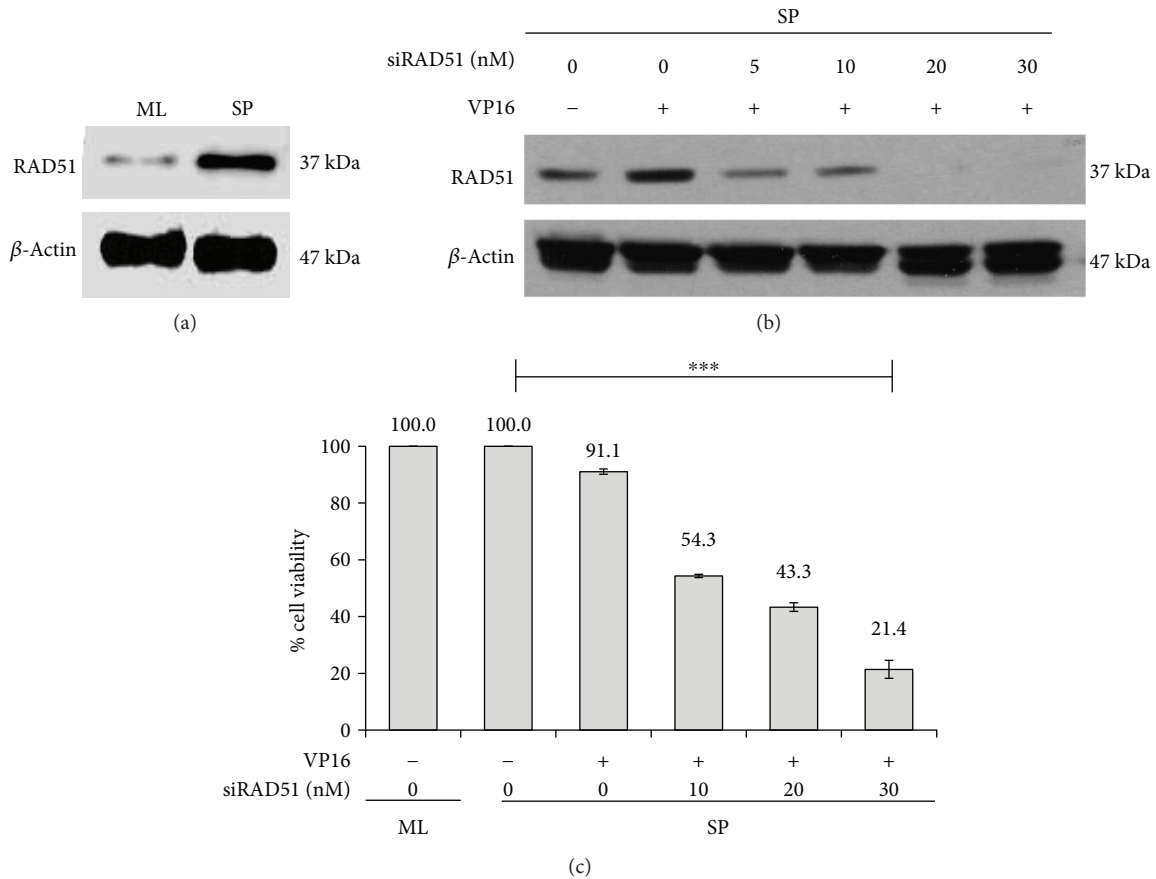 ML SP
RAD51 37 kDa
β-Actin 47 kDa
(a)
SP
siRAD51 (nM) 0 0 5 10 20 30
VP16 − + + + + +
RAD51 37 kDa
β-Actin 47 kDa
(b)
***
100.0 100.0 91.1 54.3 43.3 21.4
% cell viability
100
80
60
40
20
0
VP16 − − + + + +
siRAD51 (nM) 0 0 0 10 20 30
ML SP
(c)